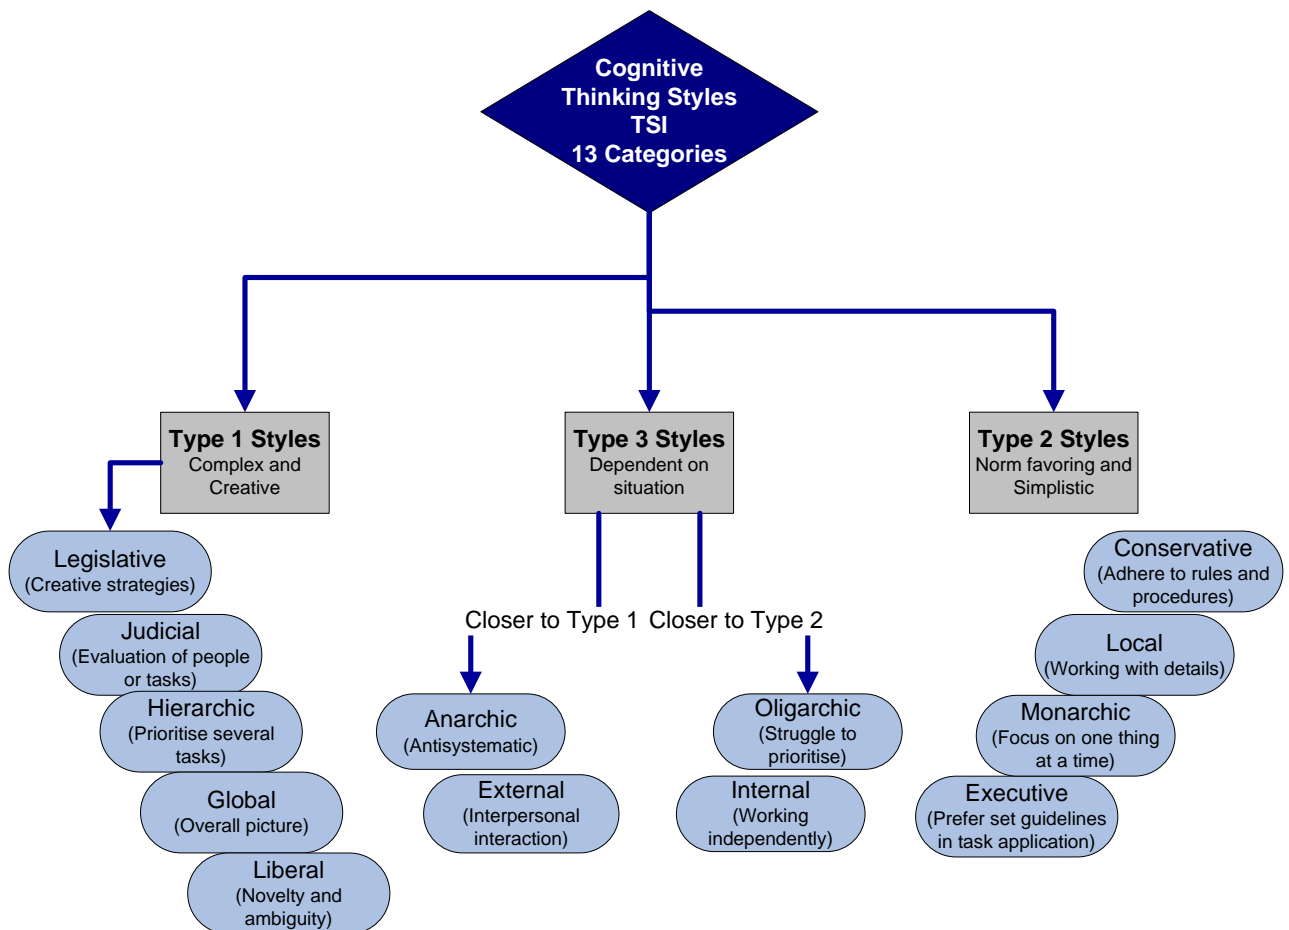 Cognitive
Thinking Styles
TSI
13 Categories
Type 1 Styles
Complex and
Creative
Type 3 Styles
Dependent on
situation
Type 2 Styles
Norm favoring and
Simplistic
Legislative
(Creative strategies)
Judicial
(Evaluation of people
or tasks)
Hierarchic
(Prioritise several
tasks)
Global
(Overall picture)
Liberal
(Novelty and
ambiguity)
Closer to Type 1
Anarchic
(Antisystematic)
External
(Interpersonal
interaction)
Closer to Type 2
Oligarchic
(Struggle to
prioritise)
Internal
(Working
independently)
Conservative
(Adhere to rules and
procedures)
Local
(Working with details)
Monarchic
(Focus on one thing
at a time)
Executive
(Prefer set guidelines
in task application)